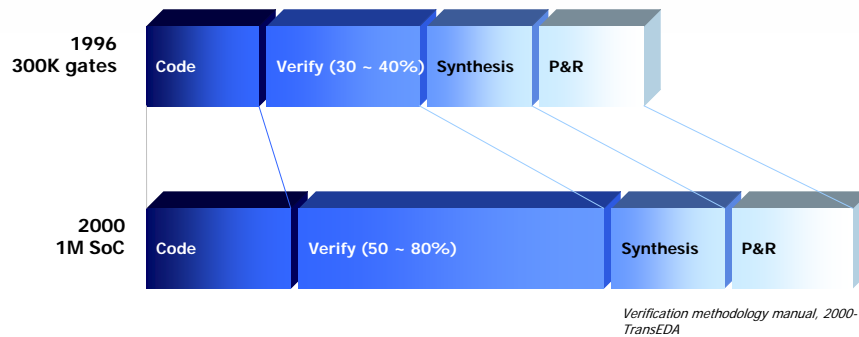 1996
300K gates
Code
Verify (30 ~ 40%)
Synthesis
P&R
2000
1M SoC
Code
Verify (50 ~ 80%)
Synthesis
P&R
Verification methodology manual, 2000-
TransEDA